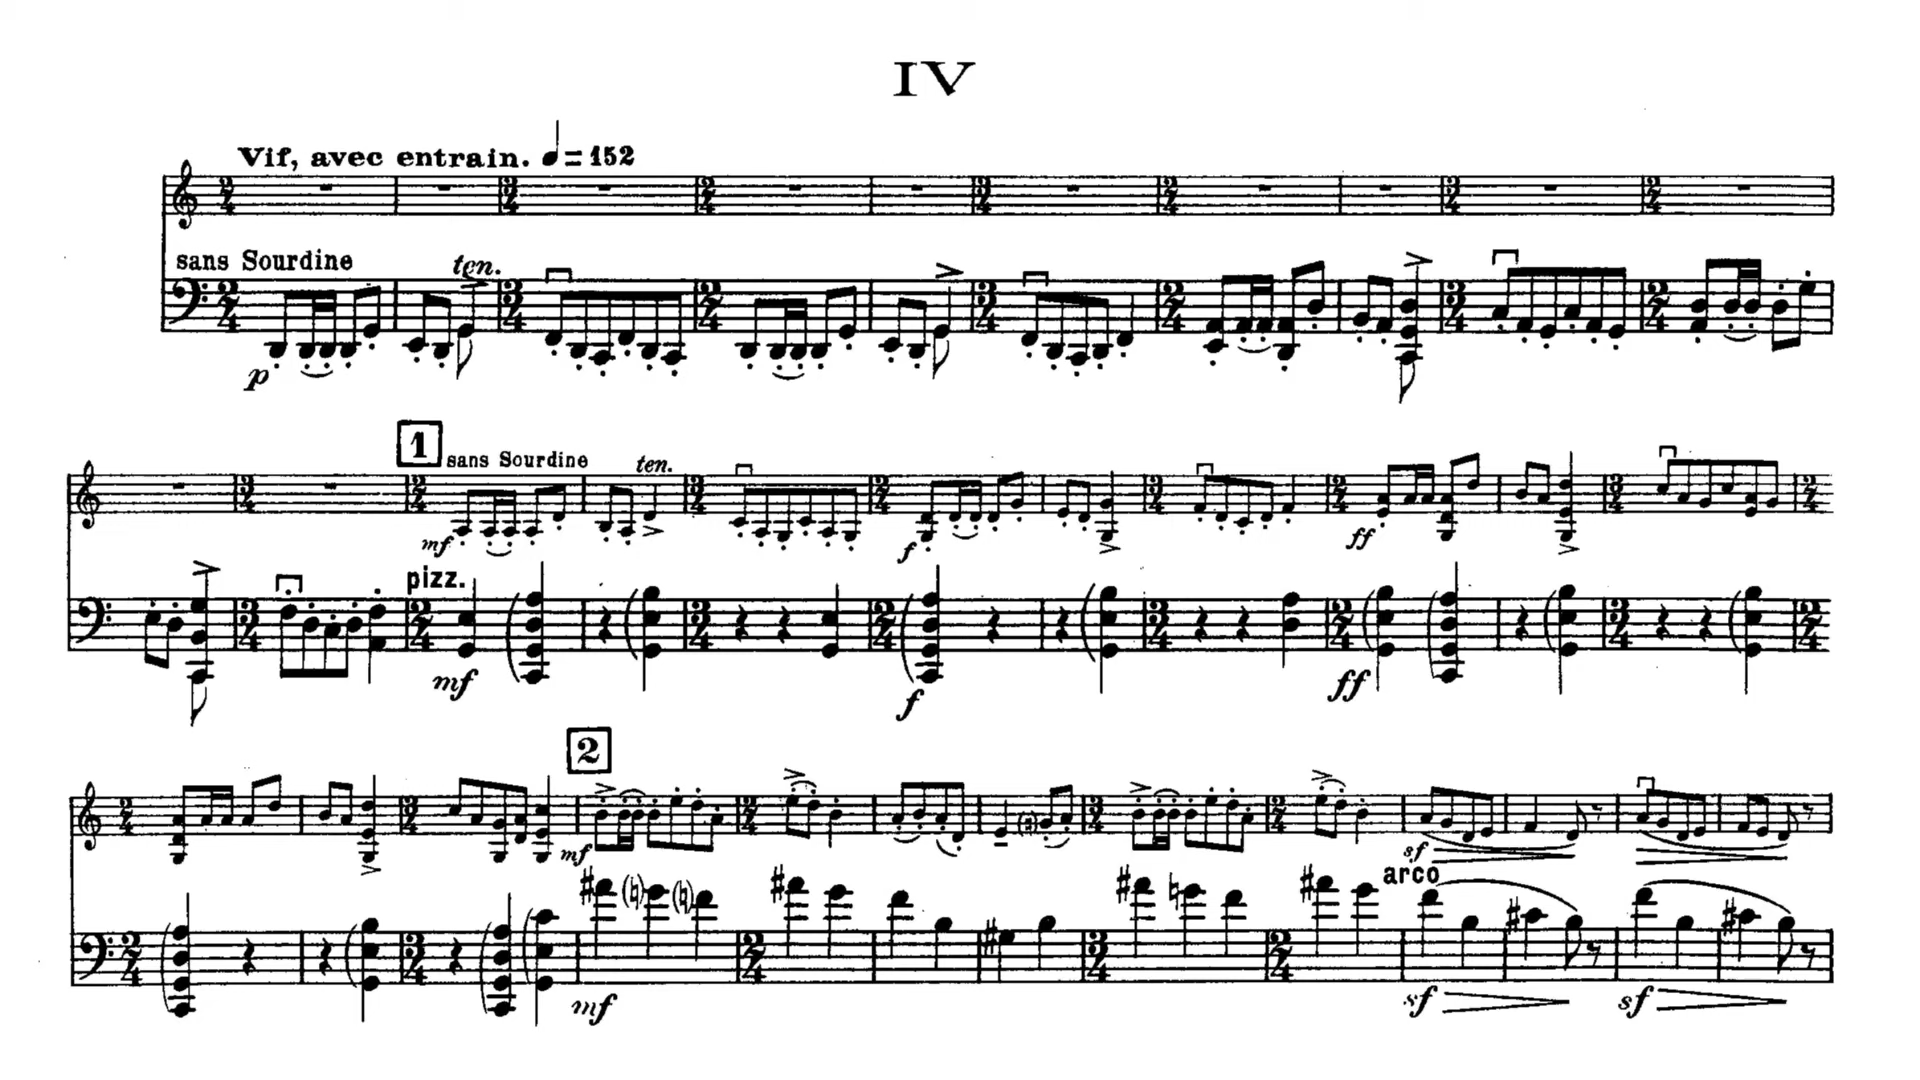 IV
Vif, avec entrain. ♩=152
sans Sourdine
ten.
p
1
sans Sourdine
ten.
mf
f
ff
pizz.
mf
f
ff
2
mf
sf
arco
mf
sf
sf